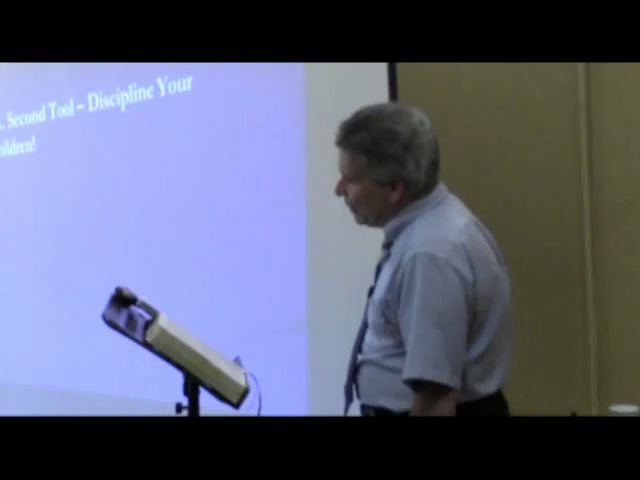 . Second Tool – Discipline Your
ildren!